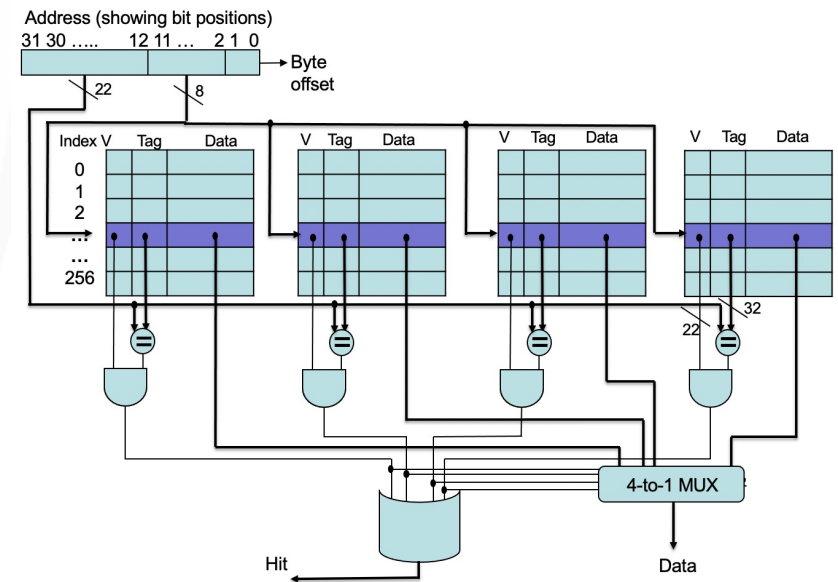 Address (showing bit positions)
31 30 ….. 12 11 … 2 1 0
Byte
offset
22
8
Index V Tag Data
V Tag Data
V Tag Data
V Tag Data
0
1
2
...
...
256
=
=
=
=
22
32
4-to-1 MUX
Hit
Data